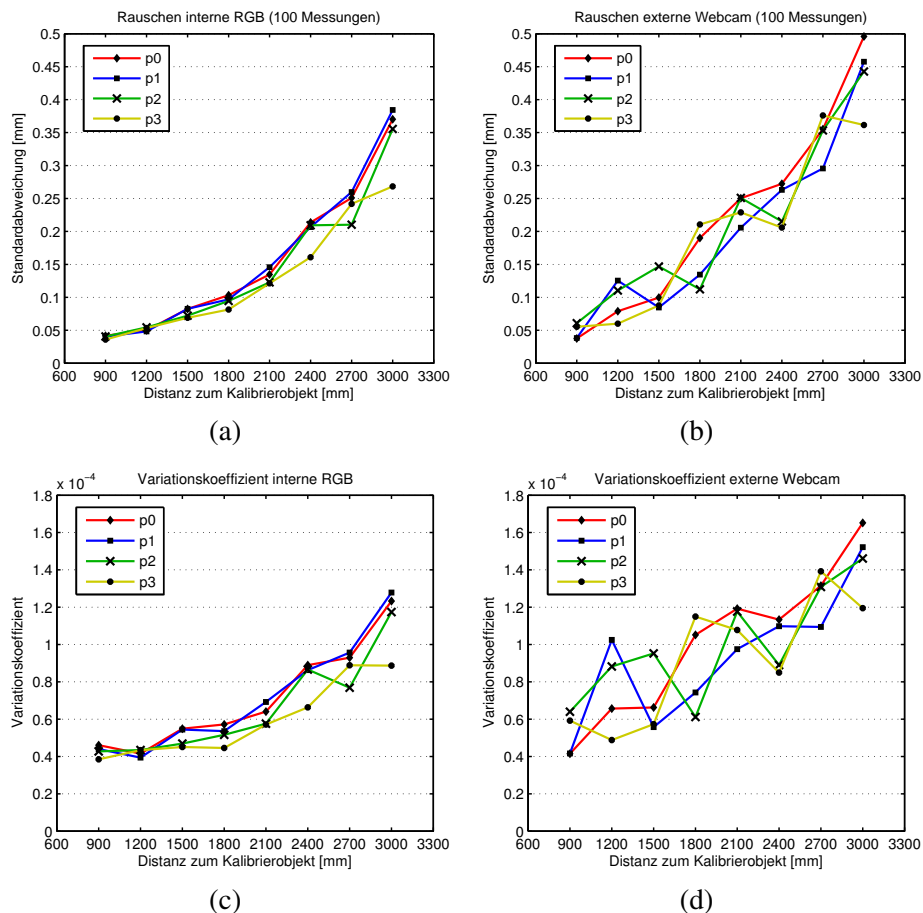 Rauschen interne RGB (100 Messungen)
0.5
0.45
0.4
0.35
0.3
0.25
0.2
0.15
0.1
0.05
0
Standardabweichung [mm]
p0
p1
p2
p3
600 900 1200 1500 1800 2100 2400 2700 3000 3300
Distanz zum Kalibrierobjekt [mm]
(a)
Rauschen externe Webcam (100 Messungen)
0.5
0.45
0.4
0.35
0.3
0.25
0.2
0.15
0.1
0.05
0
Standardabweichung [mm]
p0
p1
p2
p3
600 900 1200 1500 1800 2100 2400 2700 3000 3300
Distanz zum Kalibrierobjekt [mm]
(b)
Variationskoeffizient interne RGB
x 10⁻⁴
1.8
1.6
1.4
1.2
1
0.8
0.6
0.4
0.2
0
Variationskoeffizient
p0
p1
p2
p3
600 900 1200 1500 1800 2100 2400 2700 3000 3300
Distanz zum Kalibrierobjekt [mm]
(c)
Variationskoeffizient externe Webcam
x 10⁻⁴
1.8
1.6
1.4
1.2
1
0.8
0.6
0.4
0.2
0
Variationskoeffizient
p0
p1
p2
p3
600 900 1200 1500 1800 2100 2400 2700 3000 3300
Distanz zum Kalibrierobjekt [mm]
(d)